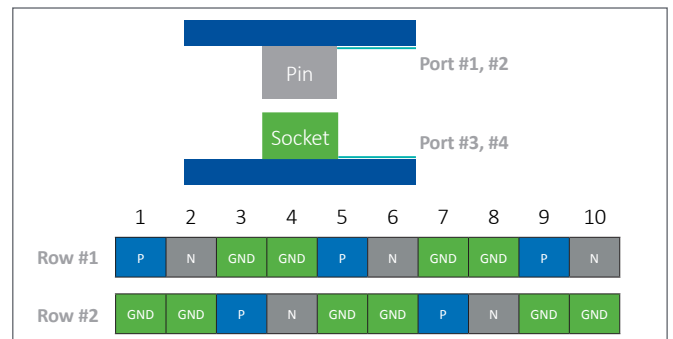 Pin
Port #1, #2
Socket
Port #3, #4
1 2 3 4 5 6 7 8 9 10
Row #1 P N GND GND P N GND GND P N
Row #2 GND GND P N GND GND P N GND GND